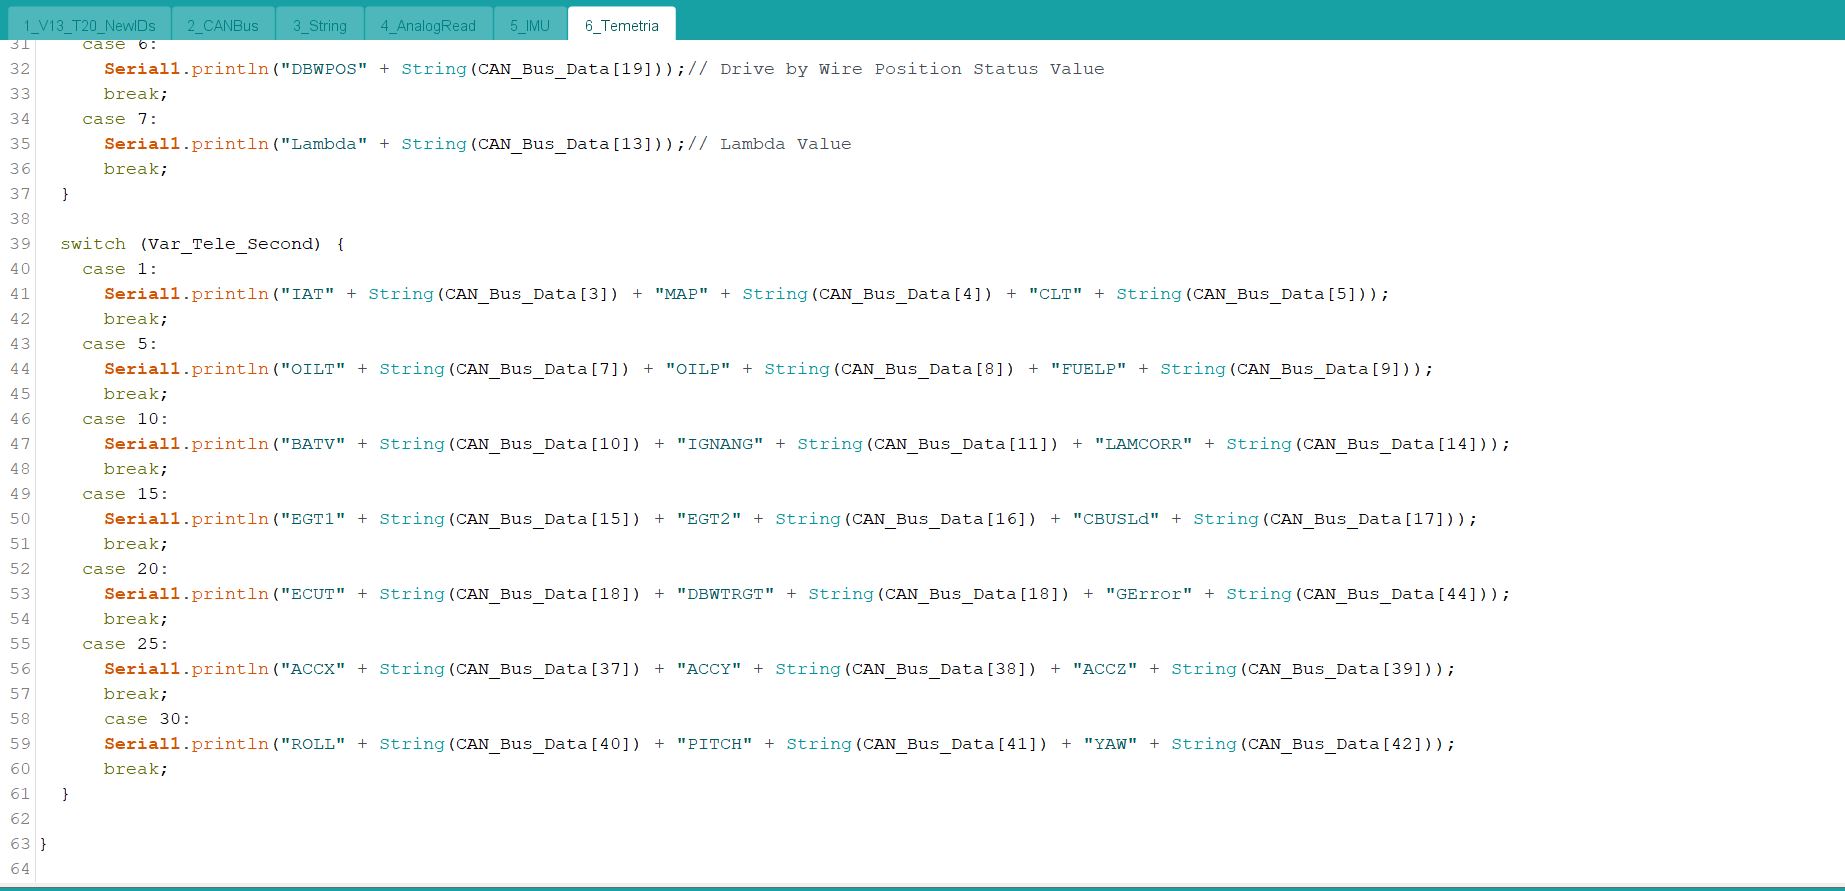 1_V13_T20_NewIDs 2_CANBus 3_String 4_AnalogRead 5_IMU 6_Temetria
31     case 6:
32       Serial1.println("DBWPOS" + String(CAN_Bus_Data[19]));// Drive by Wire Position Status Value
33       break;
34     case 7:
35       Serial1.println("Lambda" + String(CAN_Bus_Data[13]));// Lambda Value
36       break;
37   }
38
39   switch (Var_Tele_Second) {
40     case 1:
41       Serial1.println("IAT" + String(CAN_Bus_Data[3]) + "MAP" + String(CAN_Bus_Data[4]) + "CLT" + String(CAN_Bus_Data[5]));
42       break;
43     case 5:
44       Serial1.println("OILT" + String(CAN_Bus_Data[7]) + "OILP" + String(CAN_Bus_Data[8]) + "FUELP" + String(CAN_Bus_Data[9]));
45       break;
46     case 10:
47       Serial1.println("BATV" + String(CAN_Bus_Data[10]) + "IGNANG" + String(CAN_Bus_Data[11]) + "LAMCORR" + String(CAN_Bus_Data[14]));
48       break;
49     case 15:
50       Serial1.println("EGT1" + String(CAN_Bus_Data[15]) + "EGT2" + String(CAN_Bus_Data[16]) + "CBUSLd" + String(CAN_Bus_Data[17]));
51       break;
52     case 20:
53       Serial1.println("ECUT" + String(CAN_Bus_Data[18]) + "DBWTRGT" + String(CAN_Bus_Data[18]) + "GError" + String(CAN_Bus_Data[44]));
54       break;
55     case 25:
56       Serial1.println("ACCX" + String(CAN_Bus_Data[37]) + "ACCY" + String(CAN_Bus_Data[38]) + "ACCZ" + String(CAN_Bus_Data[39]));
57       break;
58       case 30:
59       Serial1.println("ROLL" + String(CAN_Bus_Data[40]) + "PITCH" + String(CAN_Bus_Data[41]) + "YAW" + String(CAN_Bus_Data[42]));
60       break;
61   }
62
63 }
64